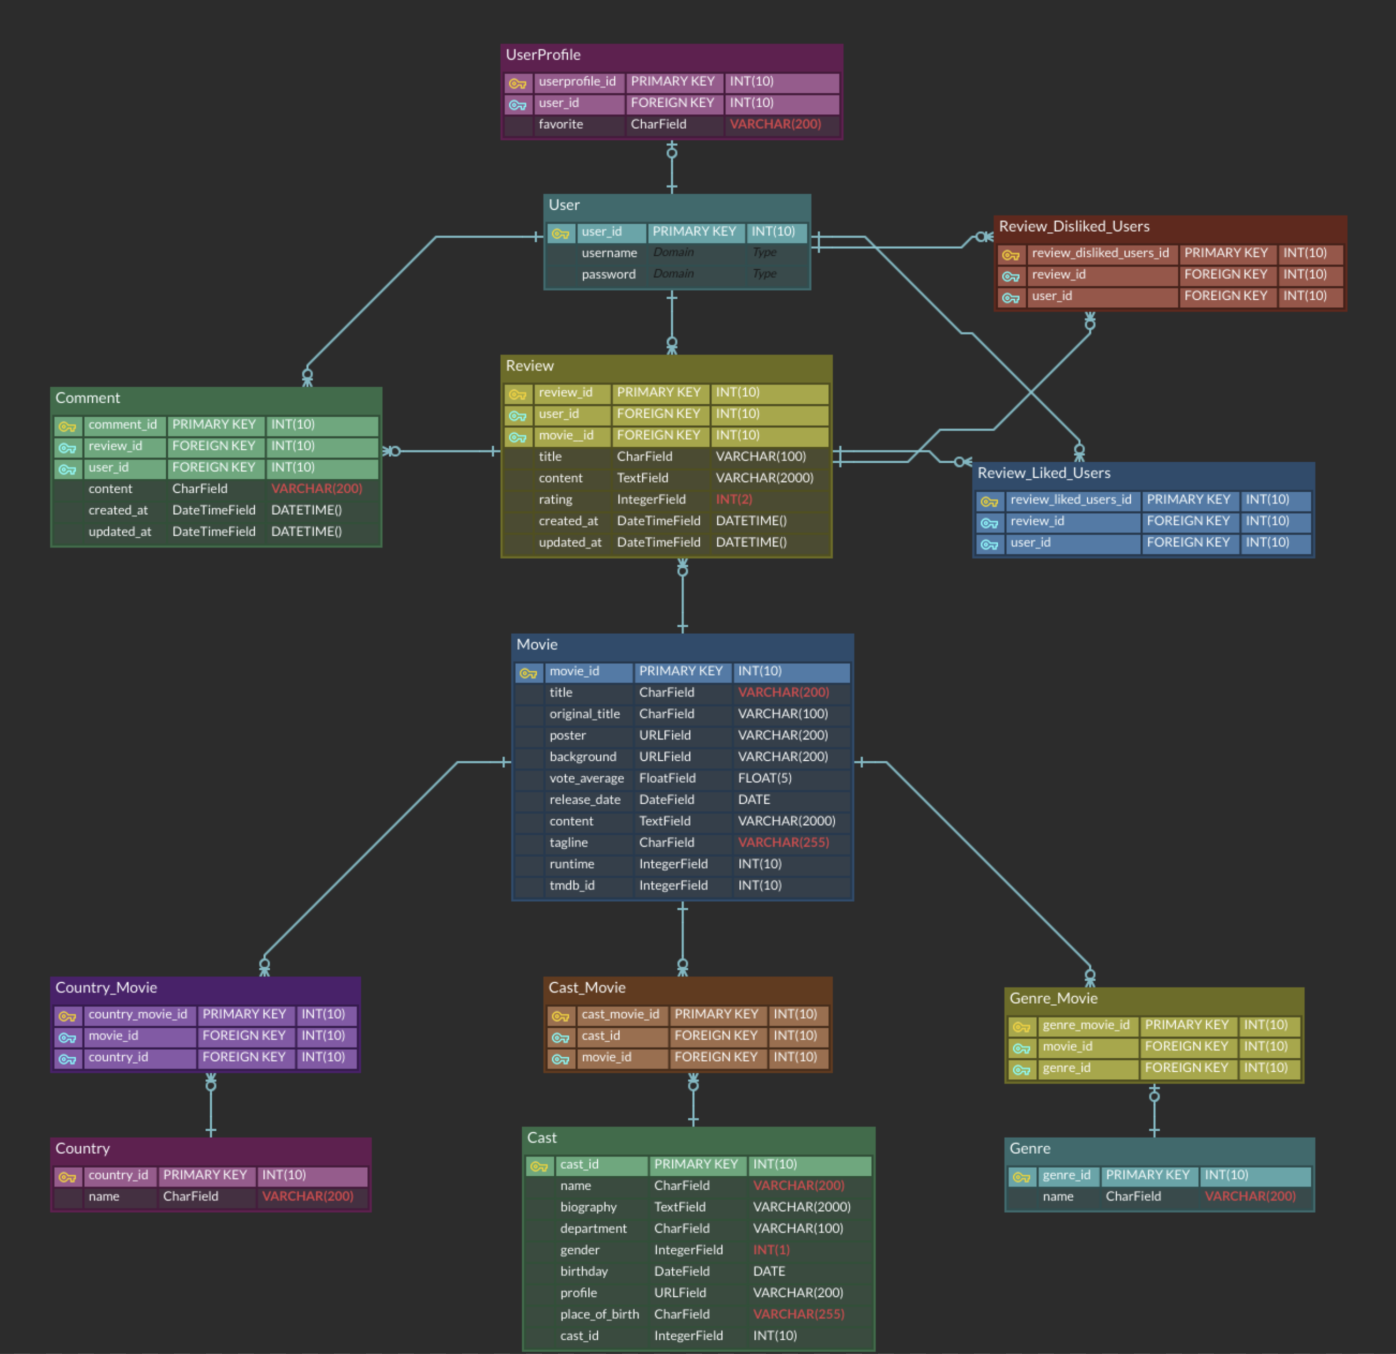 UserProfile
userprofile_id PRIMARY KEY INT(10)
user_id FOREIGN KEY INT(10)
favorite CharField VARCHAR(200)
User
user_id PRIMARY KEY INT(10)
username Domain Type
password Domain Type
Review_Disliked_Users
review_disliked_users_id PRIMARY KEY INT(10)
review_id FOREIGN KEY INT(10)
user_id FOREIGN KEY INT(10)
Review
review_id PRIMARY KEY INT(10)
user_id FOREIGN KEY INT(10)
movie__id FOREIGN KEY INT(10)
title CharField VARCHAR(100)
content TextField VARCHAR(2000)
rating IntegerField INT(2)
created_at DateTimeField DATETIME()
updated_at DateTimeField DATETIME()
Comment
comment_id PRIMARY KEY INT(10)
review_id FOREIGN KEY INT(10)
user_id FOREIGN KEY INT(10)
content CharField VARCHAR(200)
created_at DateTimeField DATETIME()
updated_at DateTimeField DATETIME()
Review_Liked_Users
review_liked_users_id PRIMARY KEY INT(10)
review_id FOREIGN KEY INT(10)
user_id FOREIGN KEY INT(10)
Movie
movie_id PRIMARY KEY INT(10)
title CharField VARCHAR(200)
original_title CharField VARCHAR(100)
poster URLField VARCHAR(200)
background URLField VARCHAR(200)
vote_average FloatField FLOAT(5)
release_date DateField DATE
content TextField VARCHAR(2000)
tagline CharField VARCHAR(255)
runtime IntegerField INT(10)
tmdb_id IntegerField INT(10)
Country_Movie
country_movie_id PRIMARY KEY INT(10)
movie_id FOREIGN KEY INT(10)
country_id FOREIGN KEY INT(10)
Cast_Movie
cast_movie_id PRIMARY KEY INT(10)
cast_id FOREIGN KEY INT(10)
movie_id FOREIGN KEY INT(10)
Genre_Movie
genre_movie_id PRIMARY KEY INT(10)
movie_id FOREIGN KEY INT(10)
genre_id FOREIGN KEY INT(10)
Country
country_id PRIMARY KEY INT(10)
name CharField VARCHAR(200)
Cast
cast_id PRIMARY KEY INT(10)
name CharField VARCHAR(200)
biography TextField VARCHAR(2000)
department CharField VARCHAR(100)
gender IntegerField INT(1)
birthday DateField DATE
profile URLField VARCHAR(200)
place_of_birth CharField VARCHAR(255)
cast_id IntegerField INT(10)
Genre
genre_id PRIMARY KEY INT(10)
name CharField VARCHAR(200)